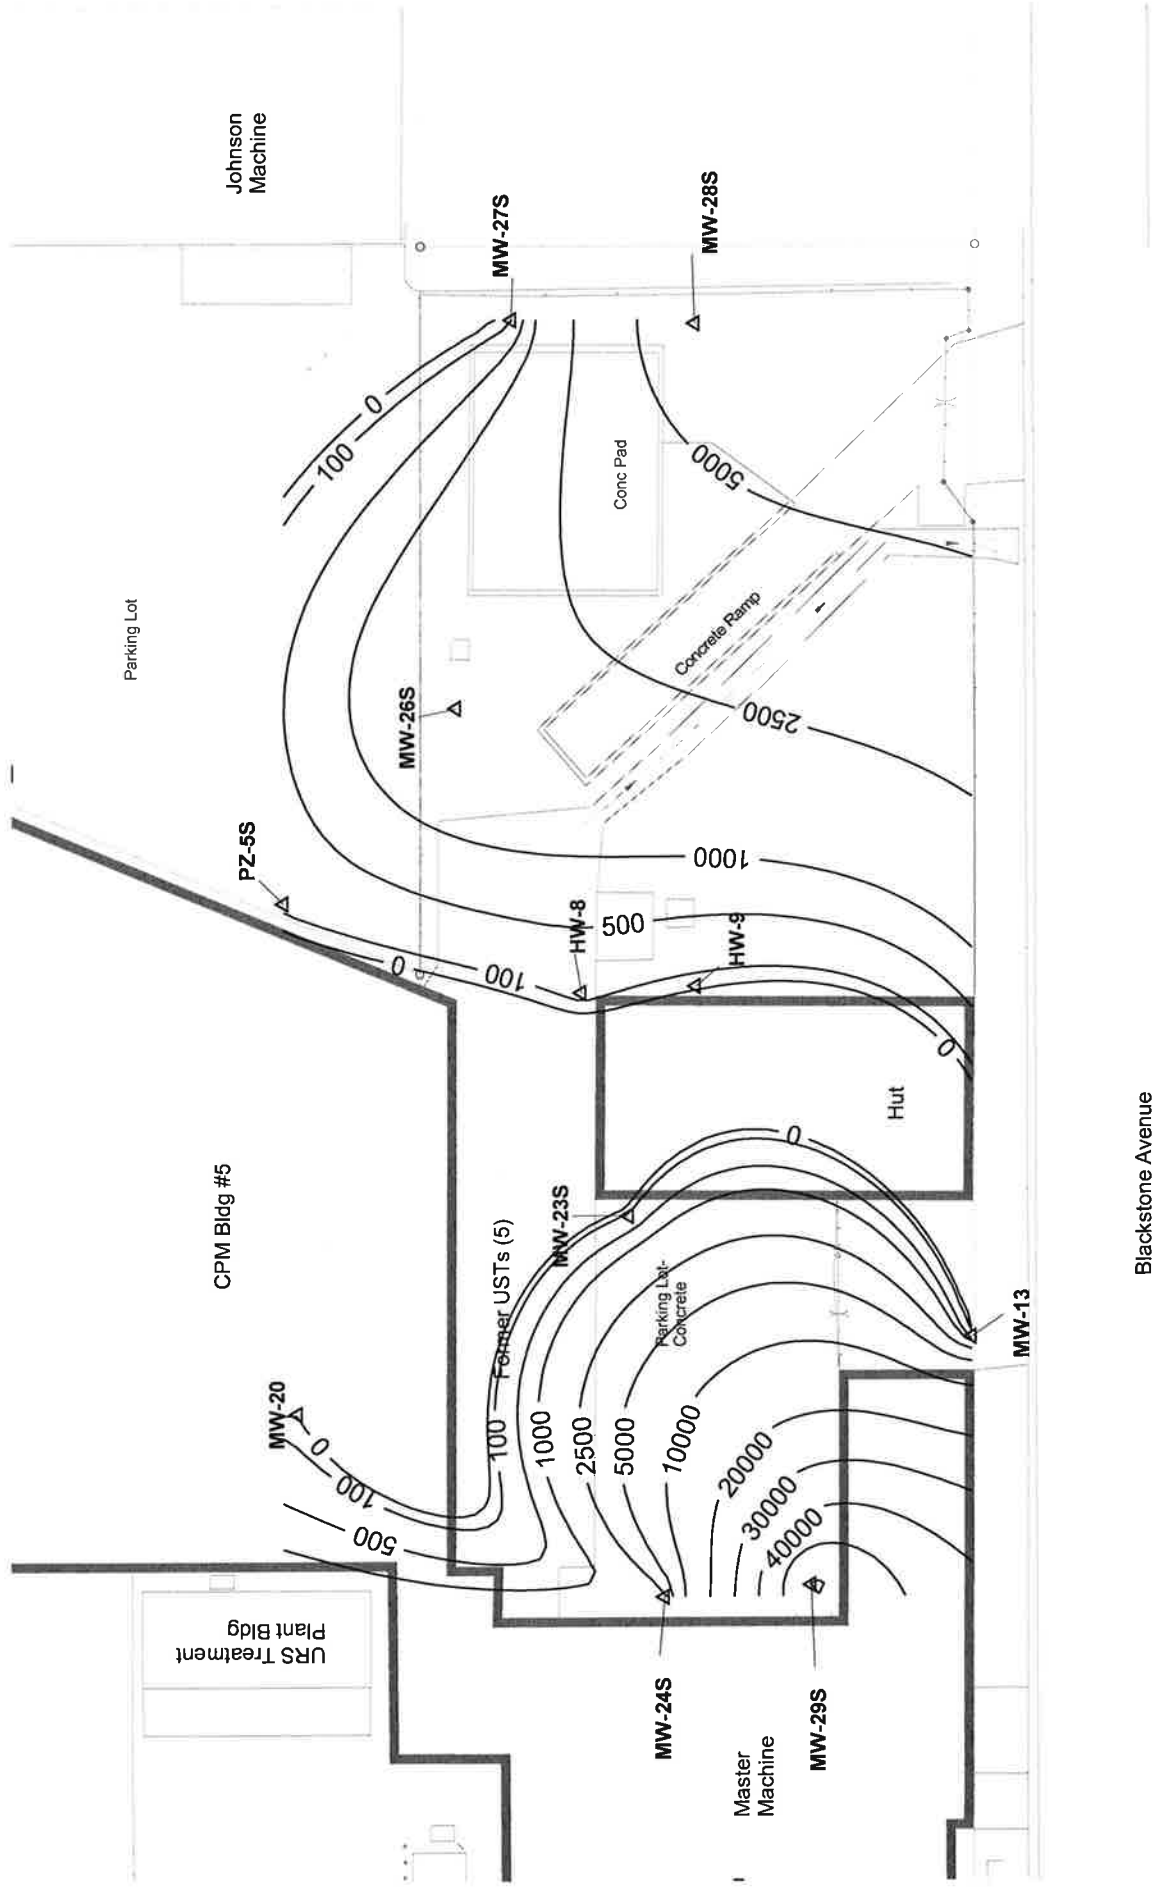 Johnson
Machine
MW-27S
MW-28S
0
100
5000
Conc Pad
Parking Lot
Concrete Ramp
MW-26S
2500
PZ-5S
1000
HW-8
500
HW-9
0
100
0
Hut
CPM Bldg #5
0
MW-23S
Former USTs (5)
Parking Lot-
Concrete
MW-13
Blackstone Avenue
MW-20
0
100
500
100
1000
2500
5000
10000
20000
30000
40000
URS Treatment
Plant Bldg
MW-24S
MW-29S
Master
Machine